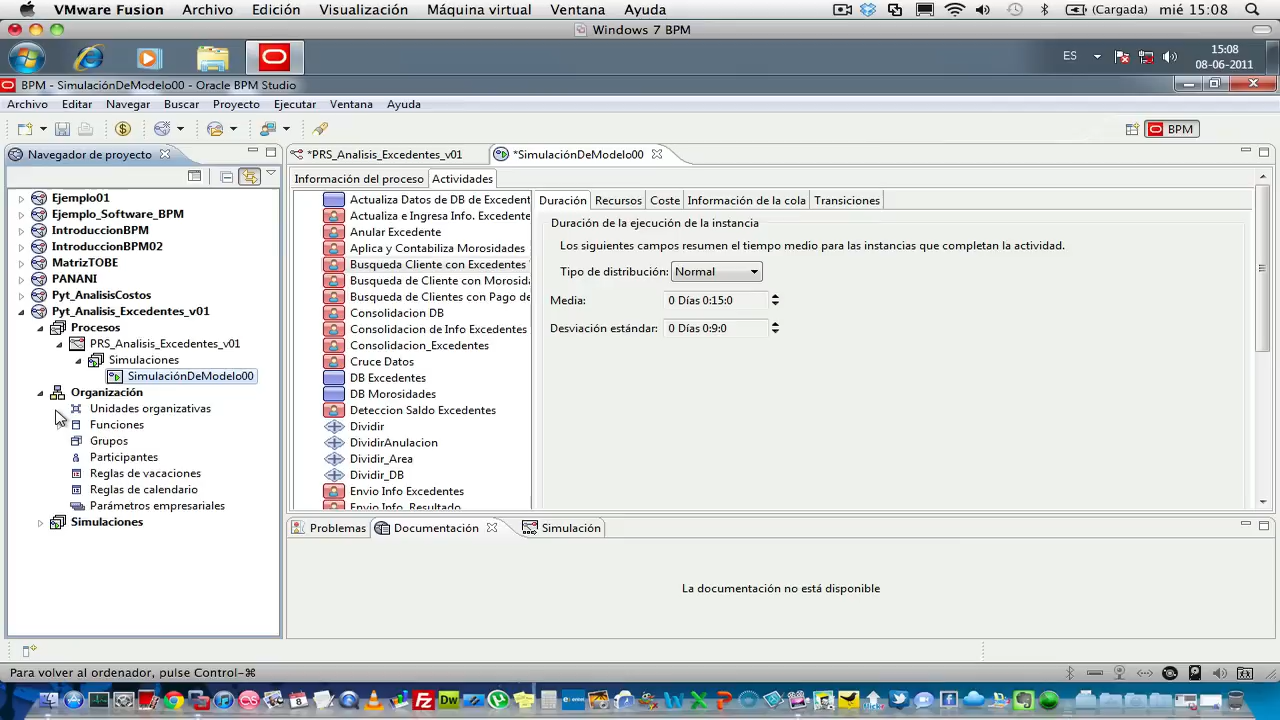 VMware Fusion Archivo Edición Visualización Máquina virtual Ventana Ayuda (Cargada) mié 15:08
Windows 7 BPM
ES 15:08
08-06-2011
BPM - SimulaciónDeModelo00 - Oracle BPM Studio
Archivo Editar Navegar Buscar Proyecto Ejecutar Ventana Ayuda
BPM
Navegador de proyecto
*PRS_Analisis_Excedentes_v01 *SimulaciónDeModelo00
Información del proceso Actividades
Ejemplo01
Ejemplo_Software_BPM
IntroduccionBPM
IntroduccionBPM02
MatrizTOBE
PANANI
Pyt_AnalisisCostos
Pyt_Analisis_Excedentes_v01
Procesos
PRS_Analisis_Excedentes_v01
Simulaciones
SimulaciónDeModelo00
Organización
Unidades organizativas
Funciones
Grupos
Participantes
Reglas de vacaciones
Reglas de calendario
Parámetros empresariales
Simulaciones
Actualiza Datos de DB de Excedent
Actualiza e Ingresa Info. Excedente
Anular Excedente
Aplica y Contabiliza Morosidades
Busqueda Cliente con Excedentes
Busqueda de Cliente con Morosid
Busqueda de Clientes con Pago de
Consolidacion DB
Consolidacion de Info Excedentes
Consolidacion_Excedentes
Cruce Datos
DB Excedentes
DB Morosidades
Deteccion Saldo Excedentes
Dividir
DividirAnulacion
Dividir_Area
Dividir_DB
Envio Info Excedentes
Envio Info. Resultado
Duración Recursos Coste Información de la cola Transiciones
Duración de la ejecución de la instancia
Los siguientes campos resumen el tiempo medio para las instancias que completan la actividad.
Tipo de distribución: Normal
Media: 0 Días 0:15:0
Desviación estándar: 0 Días 0:9:0
Problemas Documentación Simulación
La documentación no está disponible
Para volver al ordenador, pulse Control-⌘